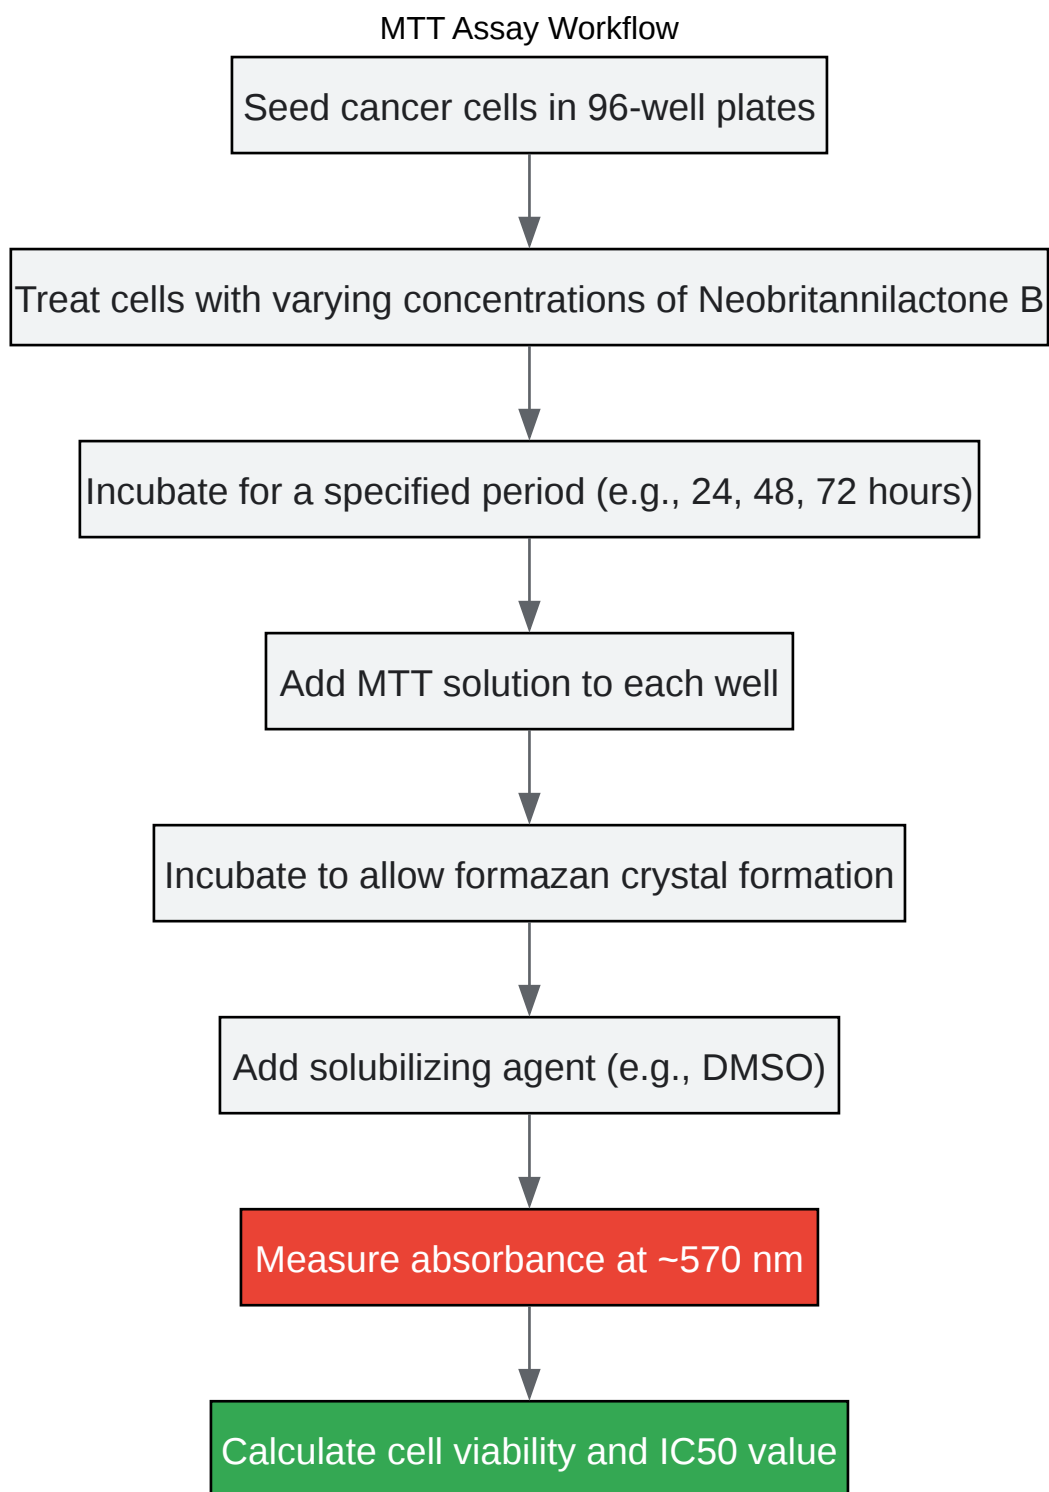 MTT Assay Workflow
Seed cancer cells in 96-well plates
Treat cells with varying concentrations of Neobritannilactone B
Incubate for a specified period (e.g., 24, 48, 72 hours)
Add MTT solution to each well
Incubate to allow formazan crystal formation
Add solubilizing agent (e.g., DMSO)
Measure absorbance at ~570 nm
Calculate cell viability and IC50 value